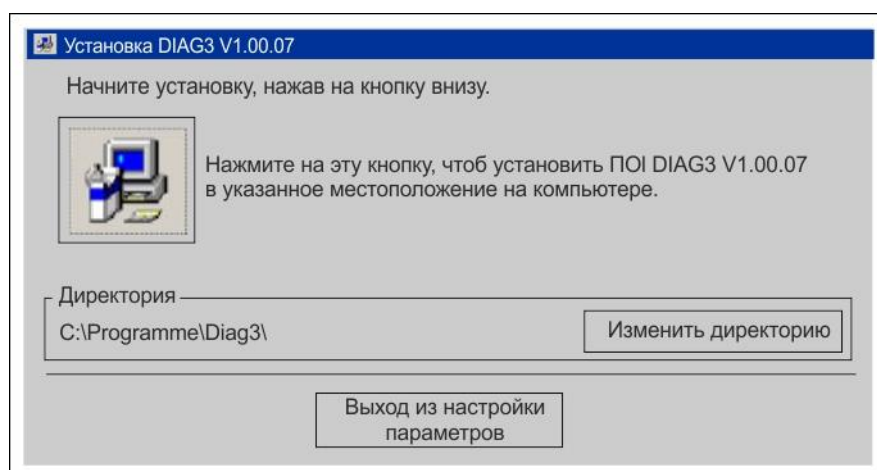 Установка DIAG3 V1.00.07
Начните установку, нажав на кнопку внизу.
Нажмите на эту кнопку, чтоб установить ПОI DIAG3 V1.00.07
в указанное местоположение на компьютере.
Директория
C:\Programme\Diag3\
Изменить директорию
Выход из настройки
параметров